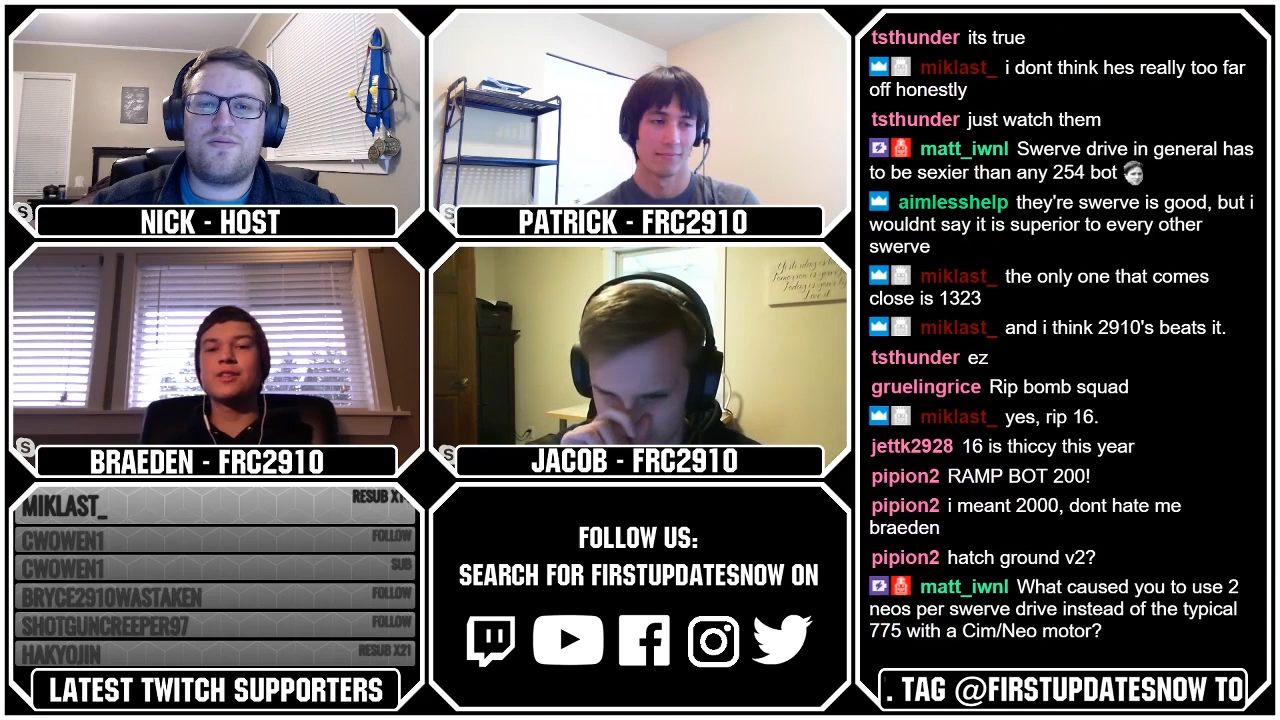 NICK - HOST
PATRICK - FRC2910
BRAEDEN - FRC2910
JACOB - FRC2910
MIKLAST_
CWOWEN1 FOLLOW
CWOWEN1 SUB
FOLLOW
SHOTGUNCREEPER97 FOLLOW
HAKYOJIN RESUB X21
LATEST TWITCH SUPPORTERS
FOLLOW US:
SEARCH FOR FIRSTUPDATESNOW ON
tsthunder its true
miklast_ i dont think hes really too far
off honestly
tsthunder just watch them
matt_iwnl Swerve drive in general has
to be sexier than any 254 bot
aimlesshelp they're swerve is good, but i
wouldnt say it is superior to every other
swerve
miklast_ the only one that comes
close is 1323
miklast_ and i think 2910's beats it.
tsthunder ez
gruelingrice Rip bomb squad
miklast_ yes, rip 16.
jettk2928 16 is thiccy this year
pipion2 RAMP BOT 200!
pipion2 i meant 2000, dont hate me
braeden
pipion2 hatch ground v2?
matt_iwnl What caused you to use 2
neos per swerve drive instead of the typical
775 with a Cim/Neo motor?
. TAG @FIRSTUPDATESNOW TO